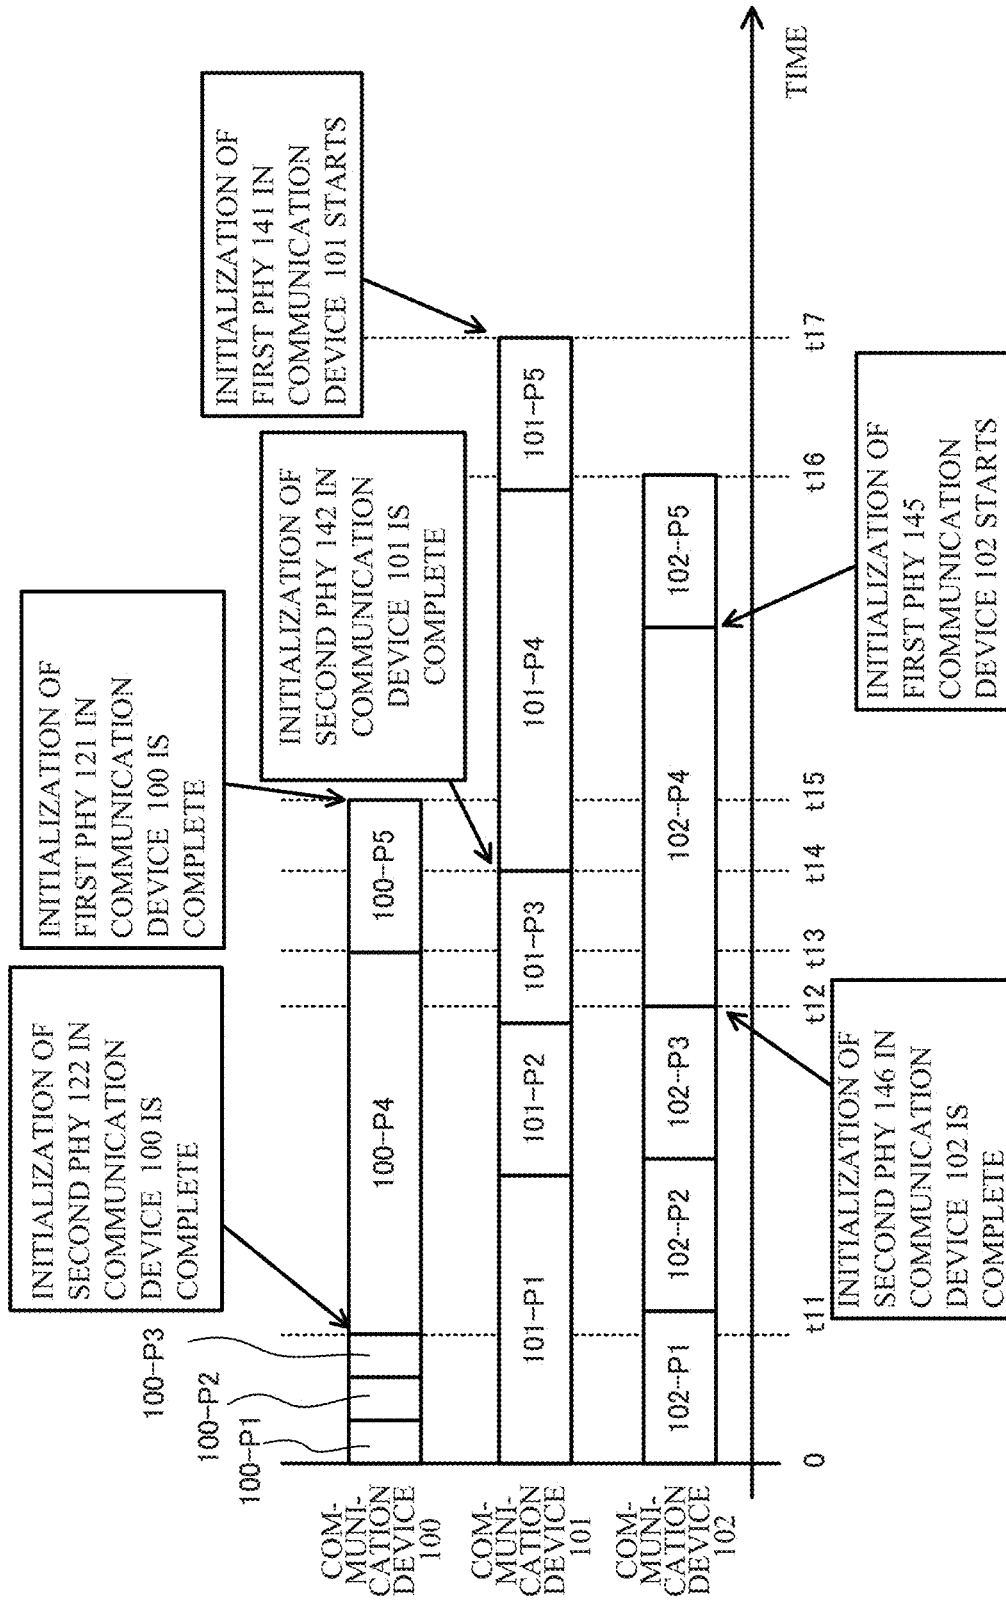 INITIALIZATION OF
SECOND PHY 122 IN
COMMUNICATION
DEVICE 100 IS
COMPLETE
INITIALIZATION OF
FIRST PHY 121 IN
COMMUNICATION
DEVICE 100 IS
COMPLETE
INITIALIZATION OF
SECOND PHY 142 IN
COMMUNICATION
DEVICE 101 IS
COMPLETE
INITIALIZATION OF
FIRST PHY 141 IN
COMMUNICATION
DEVICE 101 STARTS
100-P1
100-P2
100-P3
COM-
MUNI-
CATION
DEVICE
100
100-P4
100-P5
COM-
MUNI-
CATION
DEVICE
101
101-P1
101-P2
101-P3
101-P4
101-P5
COM-
MUNI-
CATION
DEVICE
102
102-P1
102-P2
102-P3
102-P4
102-P5
0
t11
t12
t13
t14
t15
t16
t17
TIME
INITIALIZATION OF
SECOND PHY 146 IN
COMMUNICATION
DEVICE 102 IS
COMPLETE
INITIALIZATION OF
FIRST PHY 145
COMMUNICATION
DEVICE 102 STARTS